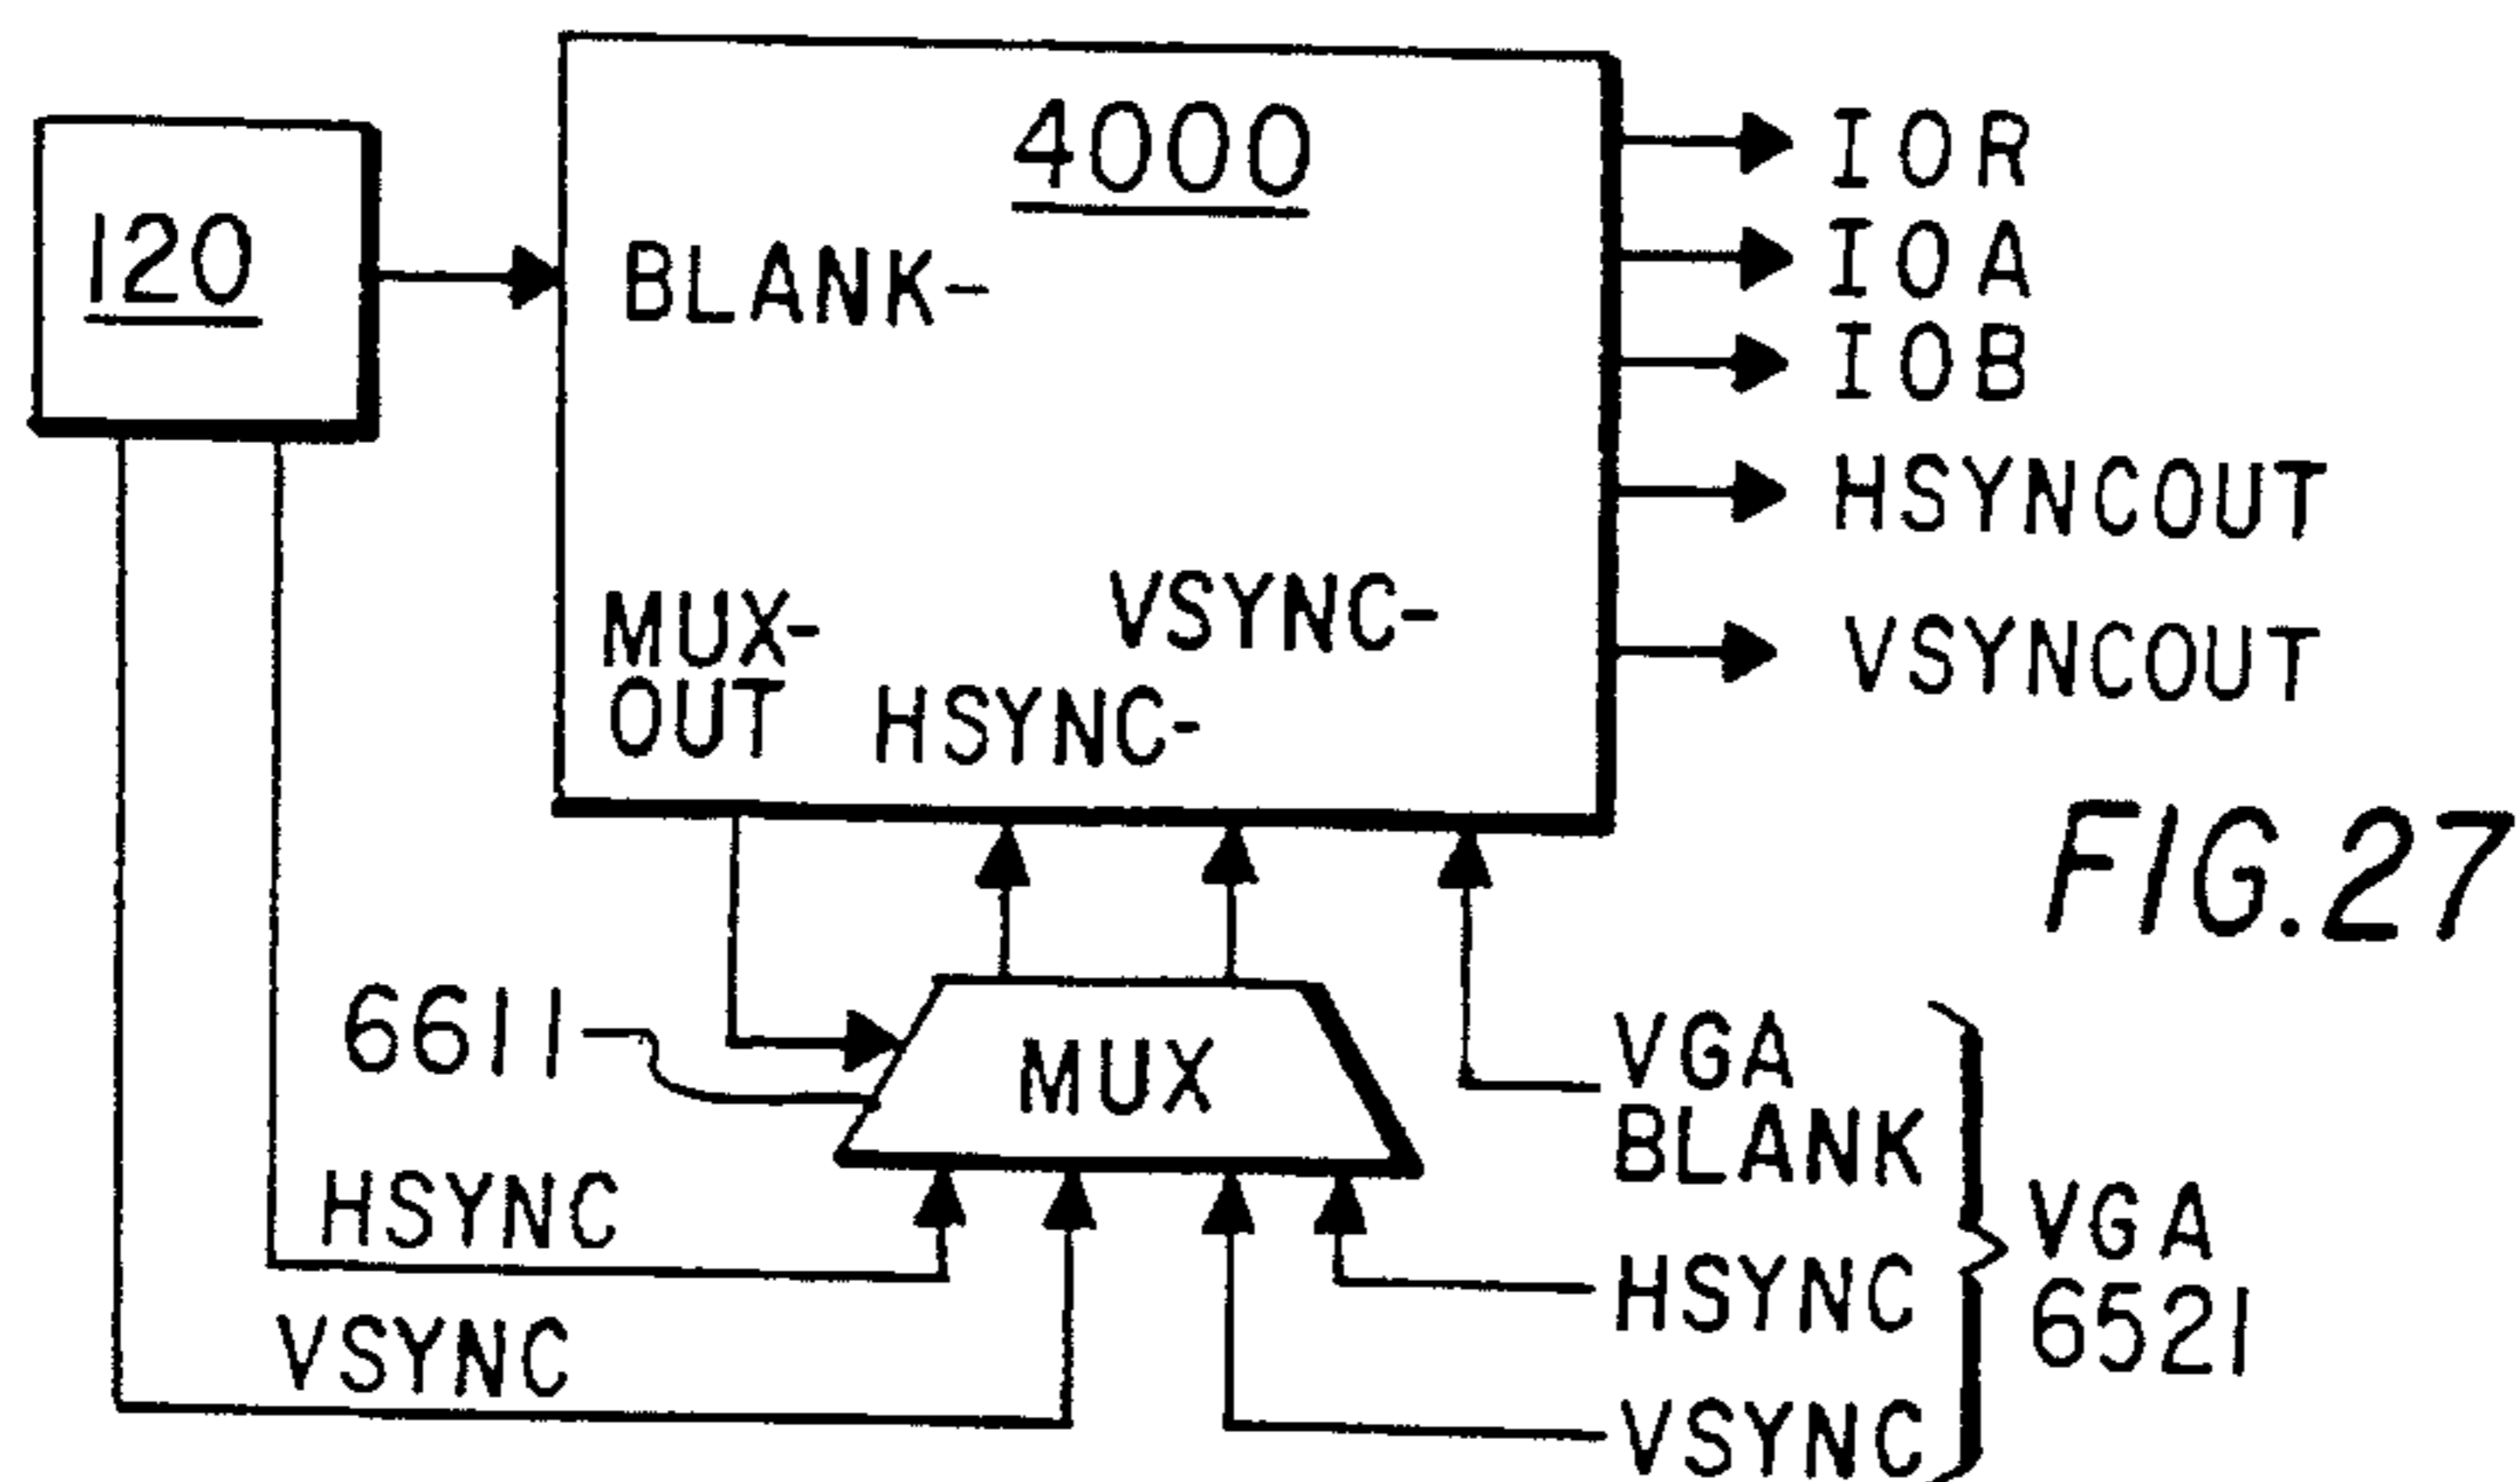 120
4000
BLANK-
MUX-
OUT
HSYNC-
VSYNC-
IOR
IOA
IOB
HSYNCOUT
VSYNCOUT
FIG.27
6611
MUX
HSYNC
VSYNC
VGA
BLANK
HSYNC
VSYNC
VGA
6521